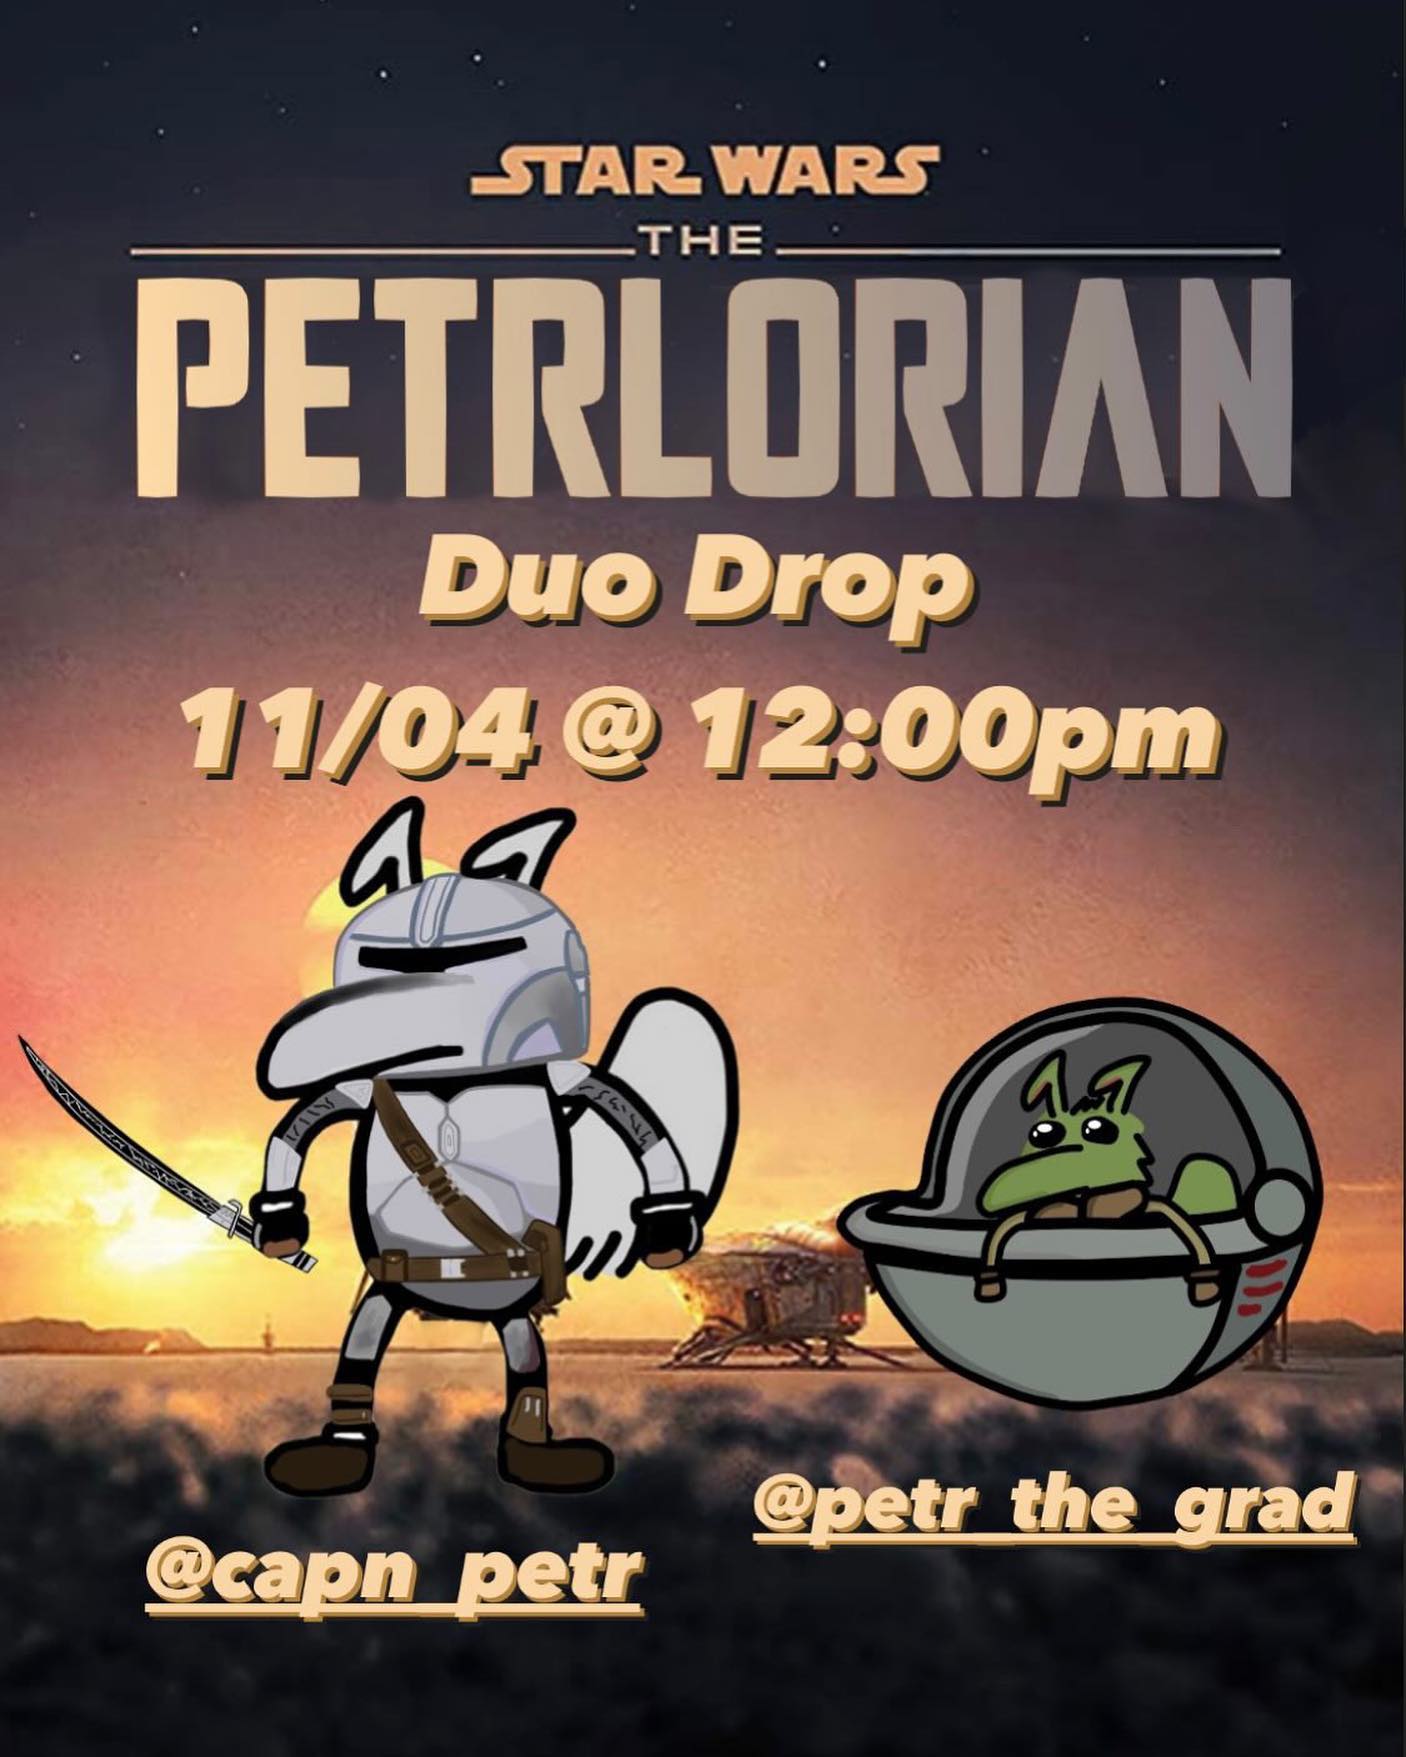 STAR WARS
THE
PETRLORIAN
Duo Drop
11/04 @ 12:00pm
@petr_the_grad
@capn_petr